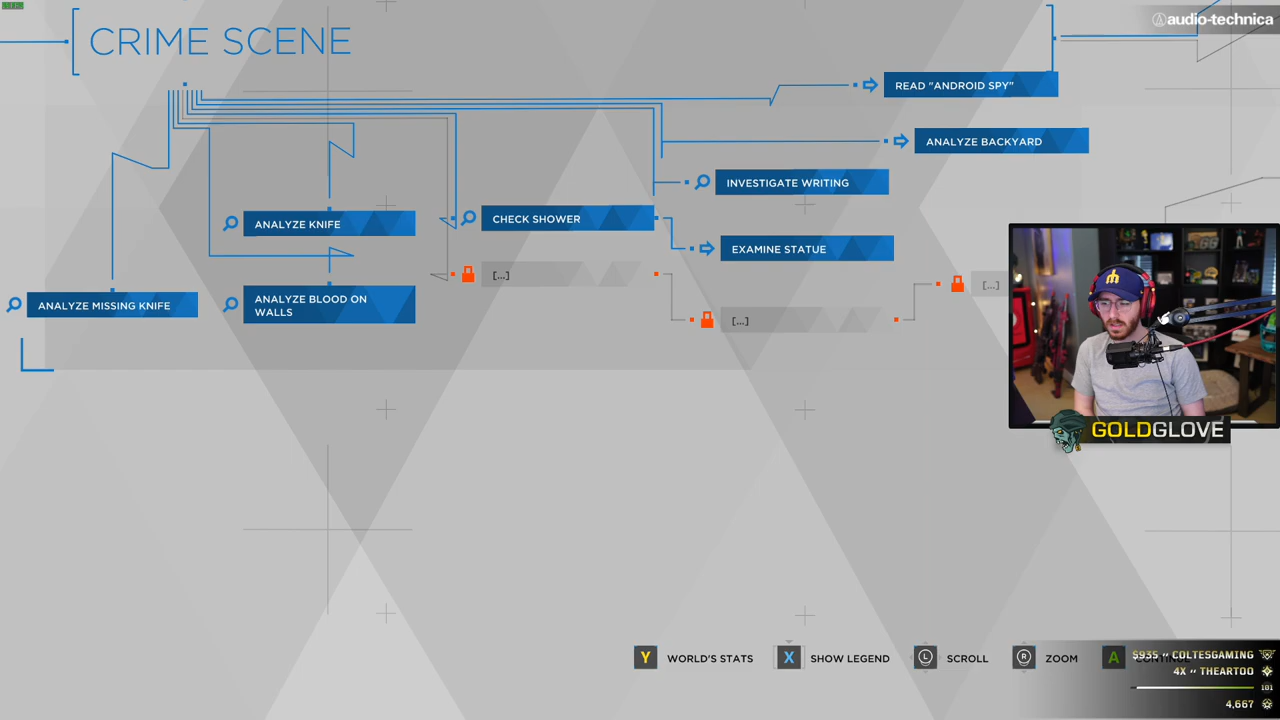 audio-technica
CRIME SCENE
READ "ANDROID SPY"
ANALYZE BACKYARD
INVESTIGATE WRITING
ANALYZE KNIFE
CHECK SHOWER
EXAMINE STATUE
[...]
[...]
[...]
ANALYZE MISSING KNIFE
ANALYZE BLOOD ON
WALLS
GOLDGLOVE
Y WORLD'S STATS
X SHOW LEGEND
L SCROLL
R ZOOM
A
COLTESGAMING
4X THEARTOO
101
4,667